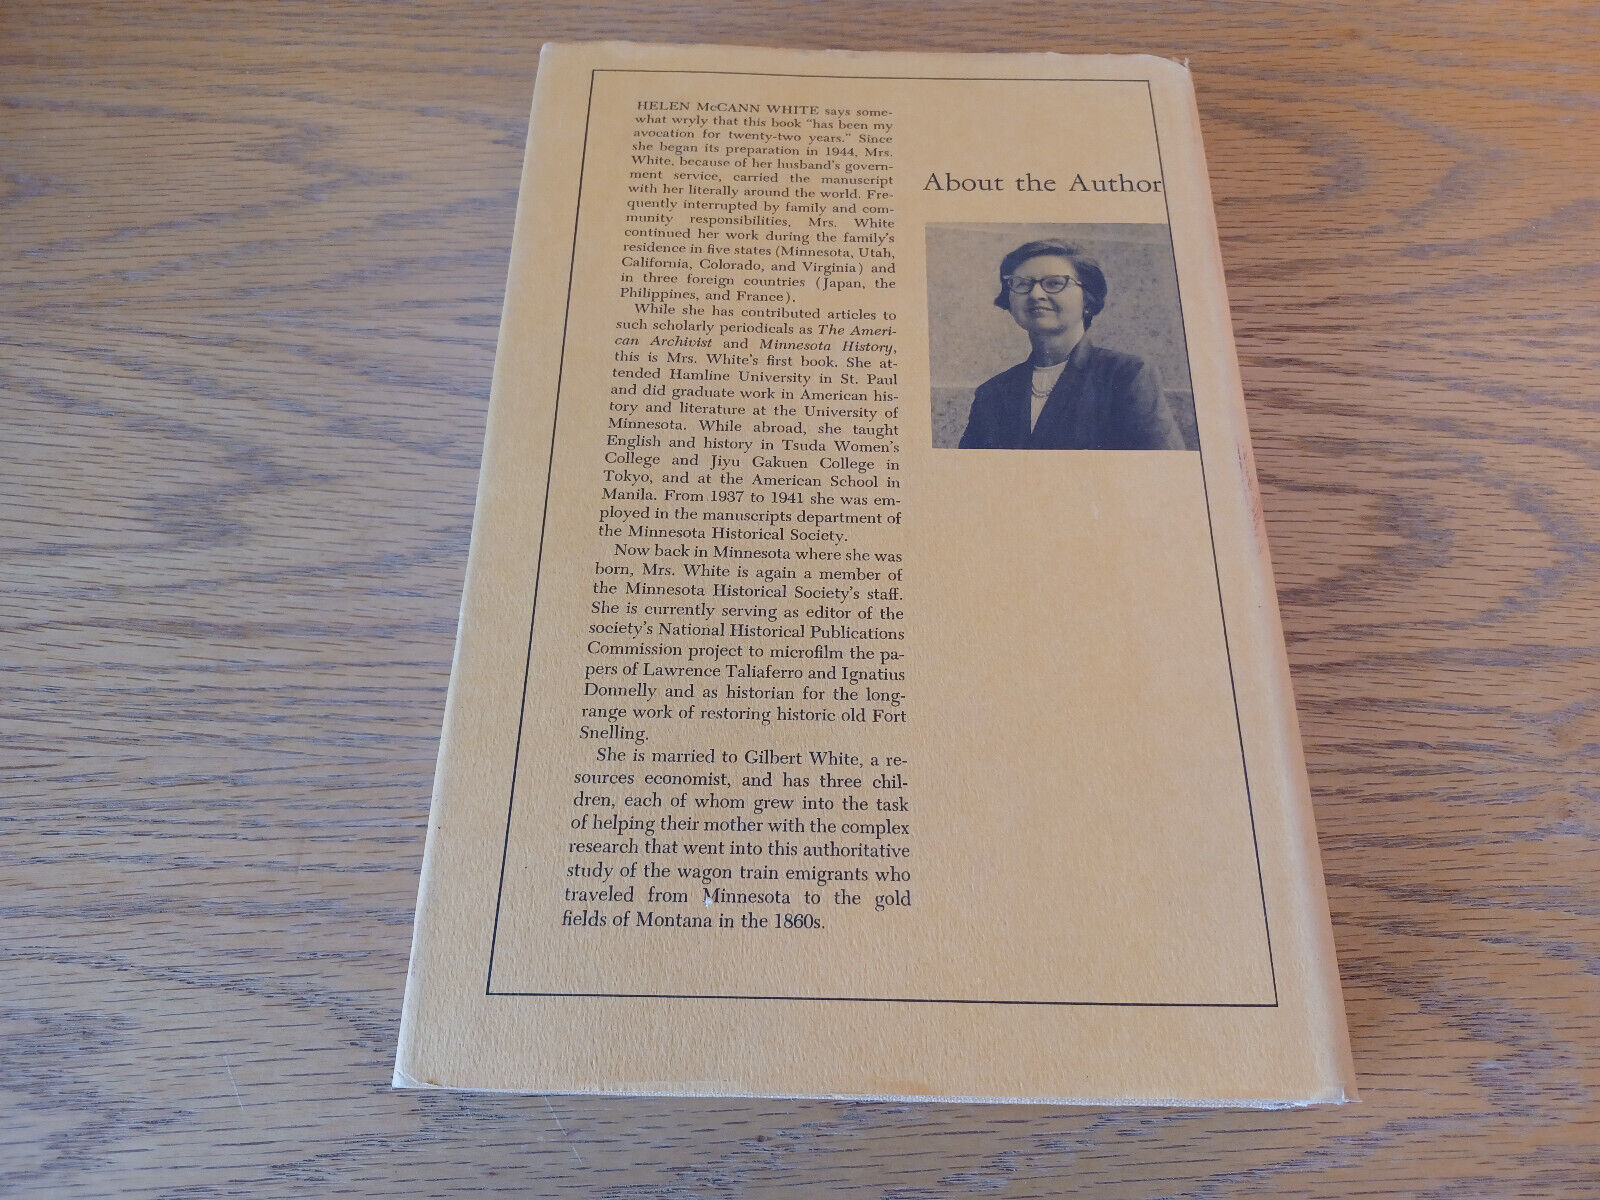 HELEN McCANN WHITE says some-
what wryly that this book "has been my
avocation for twenty-two years." Since
she began its preparation in 1944, Mrs.
White, because of her husband's govern-
ment service, carried the manuscript
with her literally around the world. Fre-
quently interrupted by family and com-
munity responsibilities, Mrs. White
continued her work during the family's
residence in five states (Minnesota, Utah,
California, Colorado, and Virginia) and
in three foreign countries (Japan, the
Philippines, and France).
While she has contributed articles to
such scholarly periodicals as The Ameri-
can Archivist and Minnesota History,
this is Mrs. White's first book. She at-
tended Hamline University in St. Paul
and did graduate work in American his-
tory and literature at the University of
Minnesota. While abroad, she taught
English and history in Tsuda Women's
College and Jiyu Gakuen College in
Tokyo, and at the American School in
Manila. From 1937 to 1941 she was em-
ployed in the manuscripts department of
the Minnesota Historical Society.
Now back in Minnesota where she was
born, Mrs. White is again a member of
the Minnesota Historical Society's staff.
She is currently serving as editor of the
society's National Historical Publications
Commission project to microfilm the pa-
pers of Lawrence Taliaferro and Ignatius
Donnelly and as historian for the long-
range work of restoring historic old Fort
Snelling.
She is married to Gilbert White, a re-
sources economist, and has three chil-
dren, each of whom grew into the task
of helping their mother with the complex
research that went into this authoritative
study of the wagon train emigrants who
traveled from Minnesota to the gold
fields of Montana in the 1860s.
About the Author